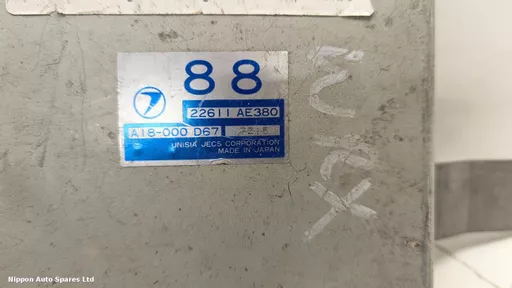 88
22611 AE380
A18-000 D67
UNISIA JECS CORPORATION
MADE IN JAPAN
Nippon Auto Spares Ltd